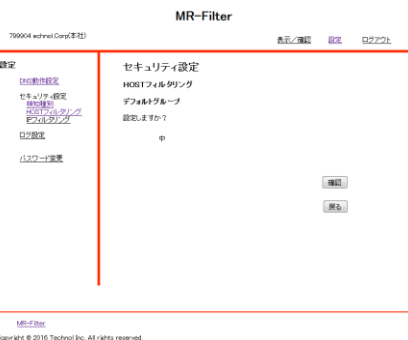 MR-Filter
799904 echnol.Corp(本社)
表示／確認 設定 ログアウト
設定
DNS動作設定
セキュリティ設定
検知種別
HOSTフィルタリング
IPフィルタリング
ログ設定
パスワード変更
セキュリティ設定
HOSTフィルタリング
デフォルトグループ
設定しますか？
中
確認
戻る
MR-Filter
Copyright © 2016 Technol Inc. All rights reserved.